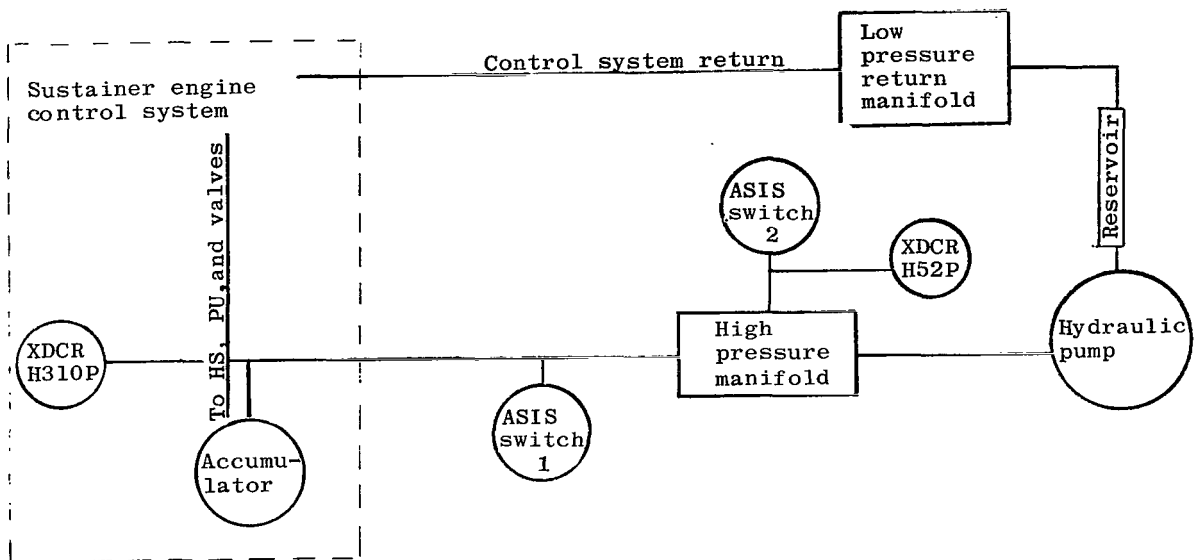 Low
pressure
return
manifold
Control system return
Sustainer engine
control system
Reservoir
To HS, PU, and valves
ASIS
switch
2
XDCR
H52P
High
pressure
manifold
Hydraulic
pump
XDCR
H310P
ASIS
switch
1
Accumu-
lator